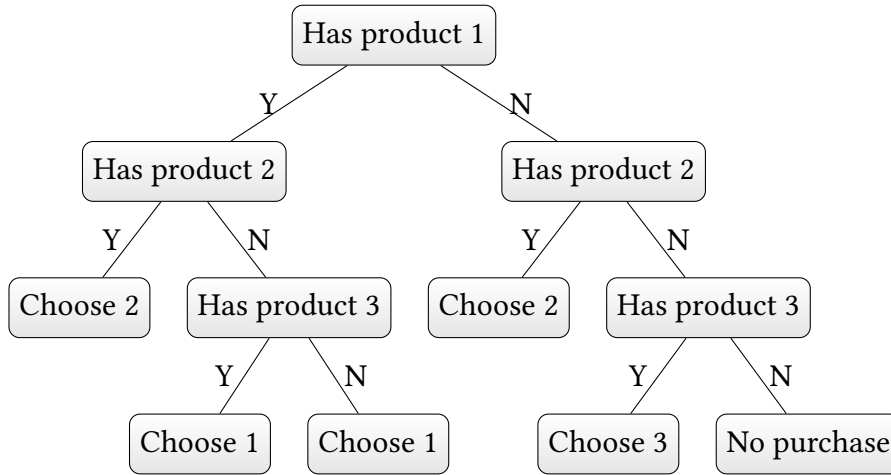 Has product 1
Y
N
Has product 2
Has product 2
Y
N
Y
N
Choose 2
Has product 3
Choose 2
Has product 3
Y
N
Y
N
Choose 1
Choose 1
Choose 3
No purchase